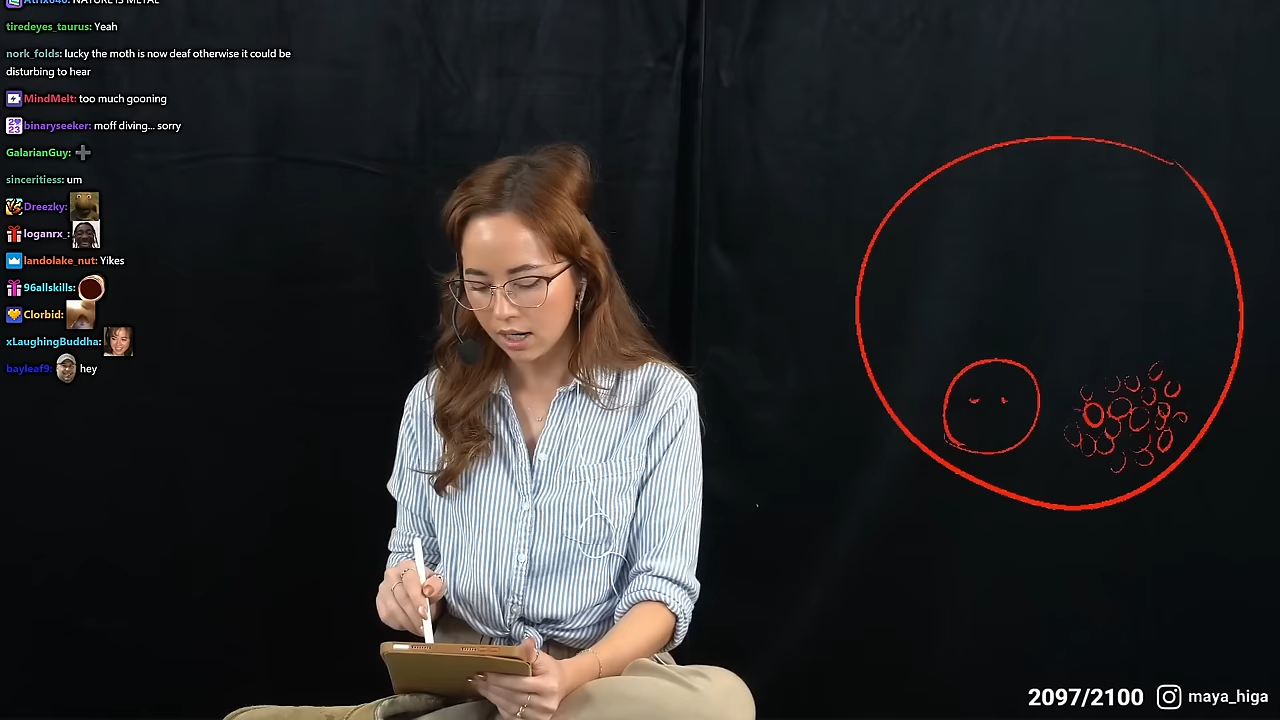 tiredeyes_taurus: Yeah
nork_folds: lucky the moth is now deaf otherwise it could be
disturbing to hear
MindMelt: too much gooning
binaryseeker: moff diving... sorry
GalarianGuy:
sinceritiess: um
Dreezky:
loganrx_:
landolake_nut: Yikes
96allskills:
Clorbid:
xLaughingBuddha:
bayleaf9: hey
2097/2100 maya_higa